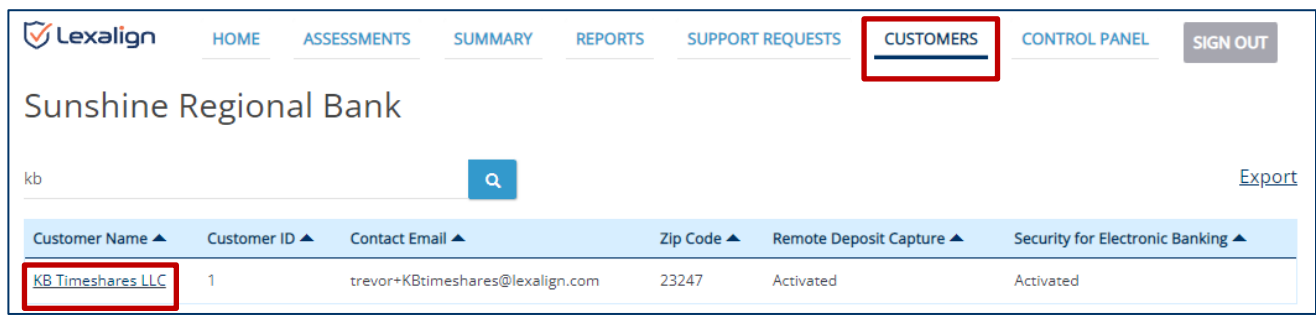 Lexalign HOME ASSESSMENTS SUMMARY REPORTS SUPPORT REQUESTS CUSTOMERS CONTROL PANEL SIGN OUT
Sunshine Regional Bank
kb Export
Customer Name Customer ID Contact Email Zip Code Remote Deposit Capture Security for Electronic Banking
KB Timeshares LLC 1 trevor+KBtimeshares@lexalign.com 23247 Activated Activated